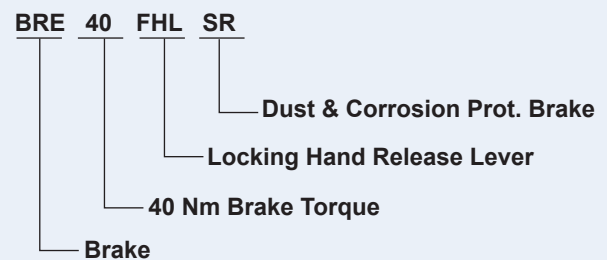 BRE 40 FHL SR
Dust & Corrosion Prot. Brake
Locking Hand Release Lever
40 Nm Brake Torque
Brake